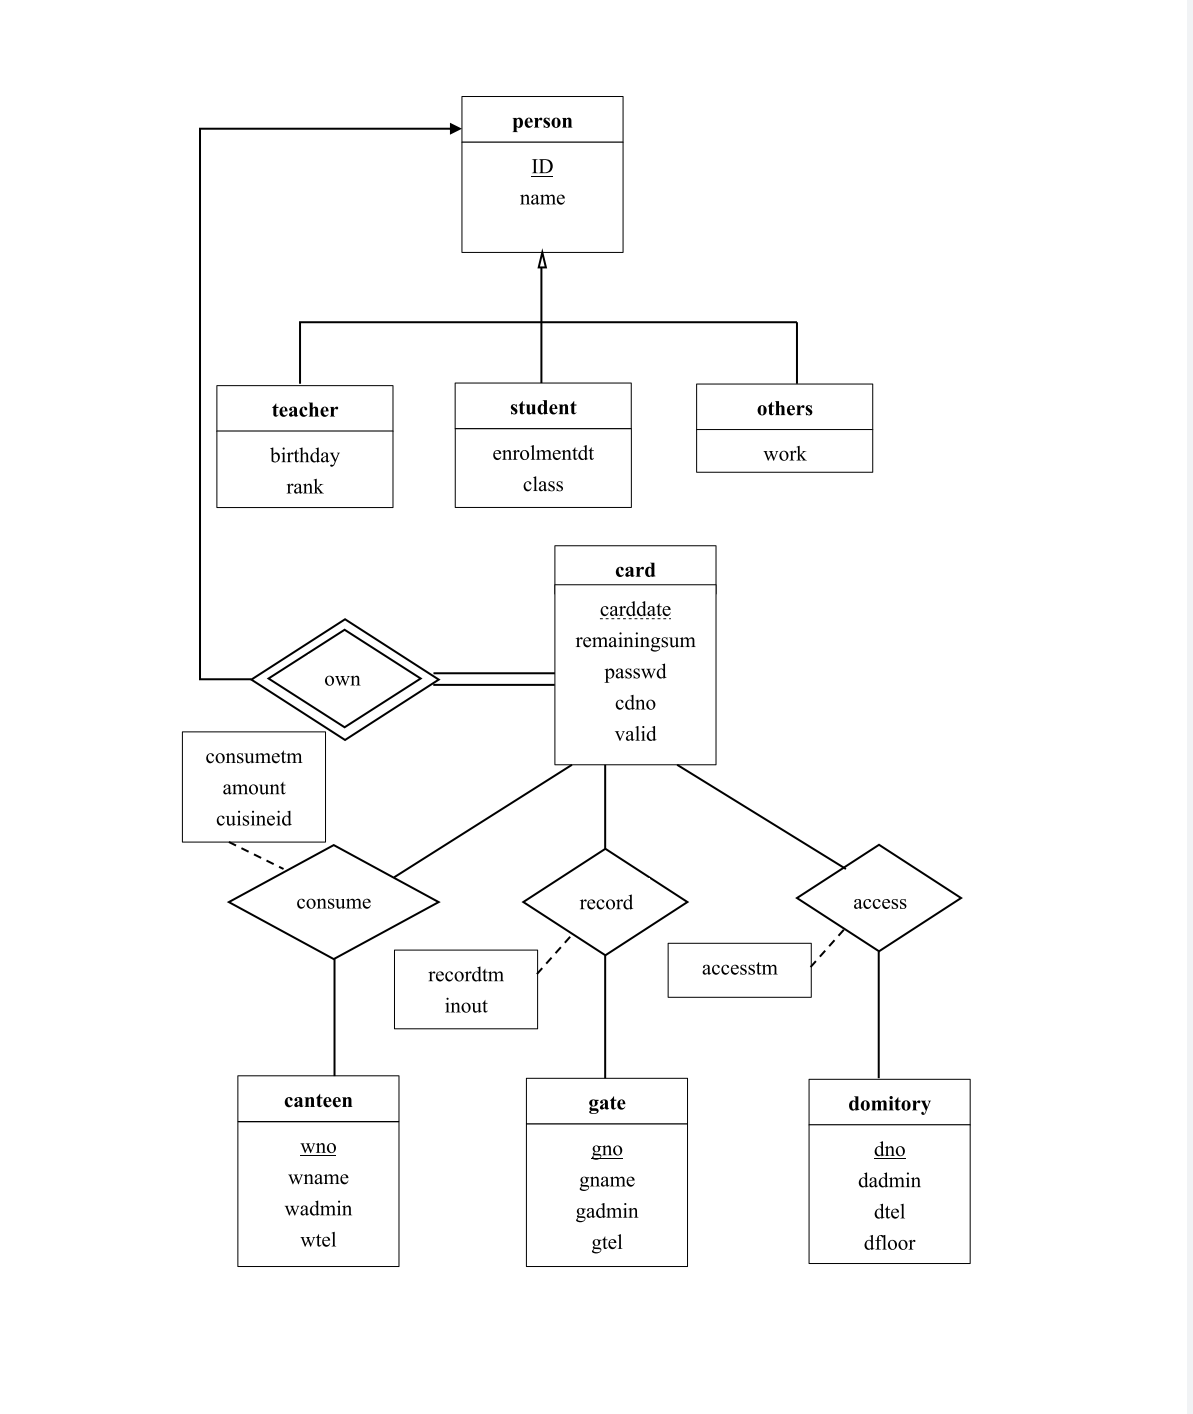 person
ID
name
teacher
birthday
rank
student
enrolmentdt
class
others
work
card
carddate
remainingsum
passwd
cdno
valid
own
consumetm
amount
cuisineid
consume
record
access
recordtm
inout
accesstm
canteen
wno
wname
wadmin
wtel
gate
gno
gname
gadmin
gtel
domitory
dno
dadmin
dtel
dfloor